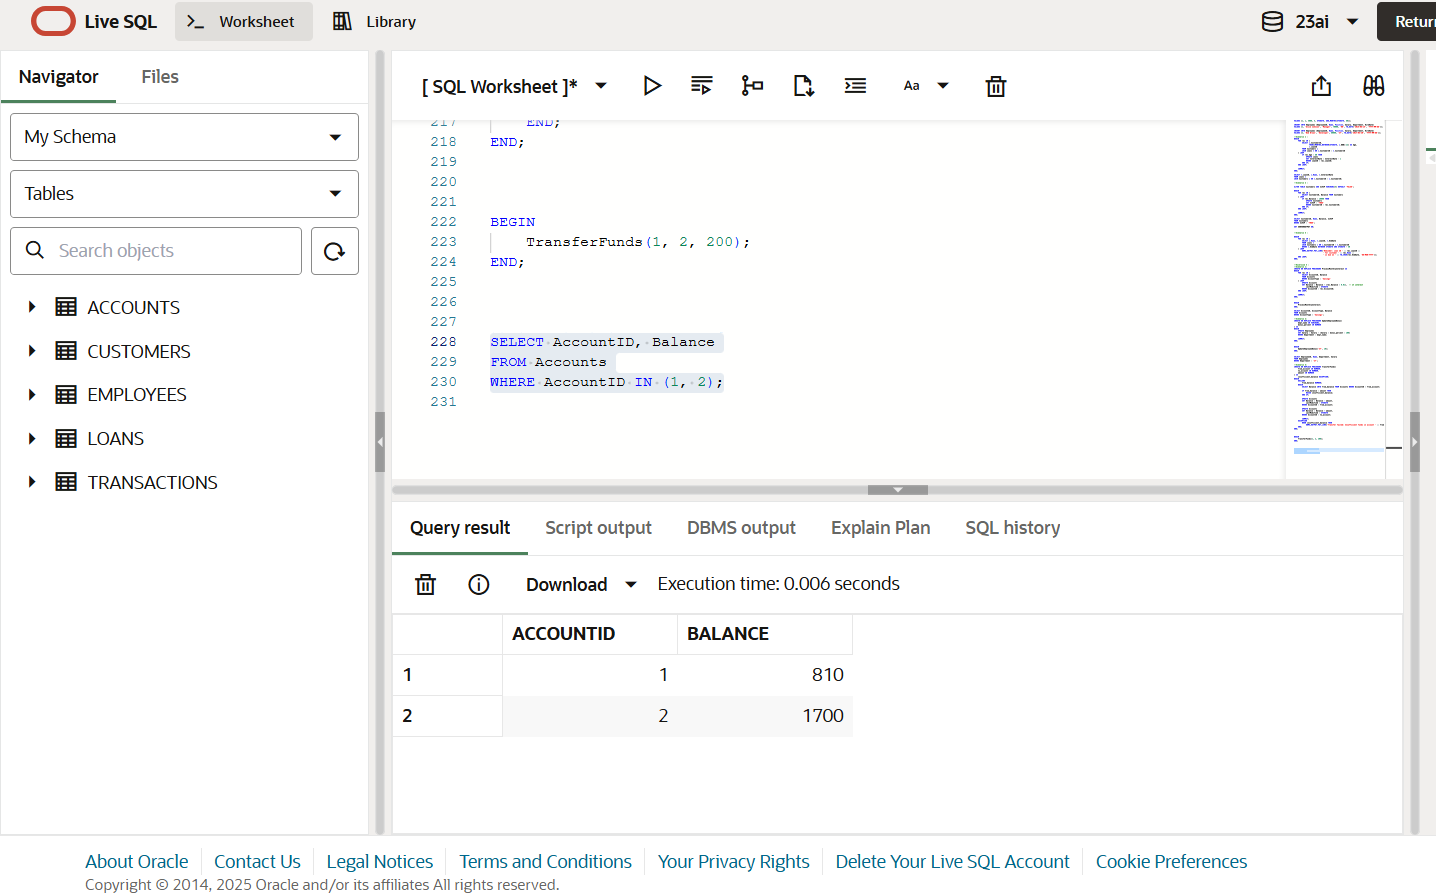 Live SQL
Worksheet
Library
23ai
Navigator
Files
My Schema
Tables
Search objects
ACCOUNTS
CUSTOMERS
EMPLOYEES
LOANS
TRANSACTIONS
[ SQL Worksheet ]*
Aa
217 END;
218 END;
219
220
221
222 BEGIN
223 TransferFunds(1, 2, 200);
224 END;
225
226
227
228 SELECT AccountID, Balance
229 FROM Accounts
230 WHERE AccountID IN (1, 2);
231
Query result
Script output
DBMS output
Explain Plan
SQL history
Download
Execution time: 0.006 seconds
ACCOUNTID BALANCE
1 1 810
2 2 1700
About Oracle Contact Us Legal Notices Terms and Conditions Your Privacy Rights Delete Your Live SQL Account Cookie Preferences
Copyright © 2014, 2025 Oracle and/or its affiliates All rights reserved.